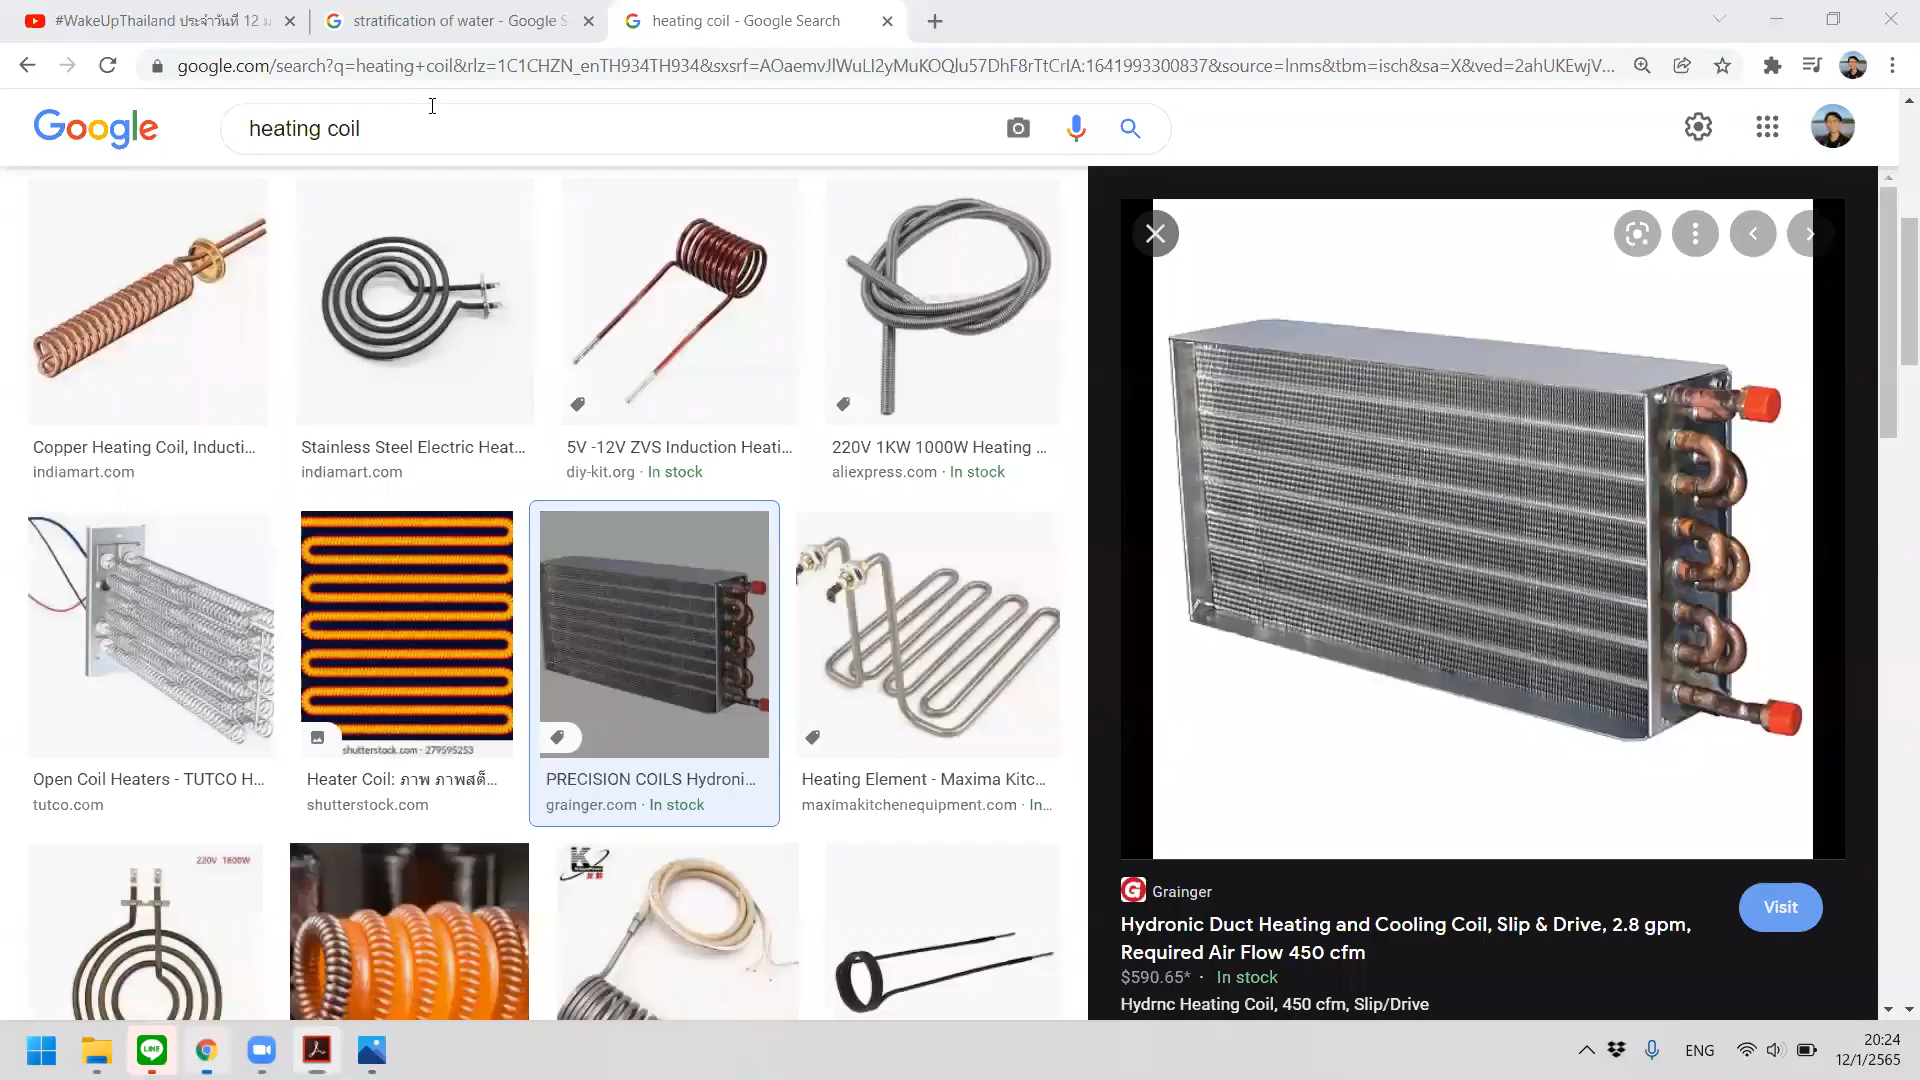 #WakeUpThailand ประจำวันที่ 12 ม
stratification of water - Google S
heating coil - Google Search
google.com/search?q=heating+coil&rlz=1C1CHZN_enTH934TH934&sxsrf=AOaemvJlWuLI2yMuKOQlu57DhF8rTtCrIA:1641993300837&source=lnms&tbm=isch&sa=X&ved=2ahUKEwjV...
Google
heating coil
Copper Heating Coil, Inducti...
indiamart.com
Stainless Steel Electric Heat...
indiamart.com
5V -12V ZVS Induction Heati...
diy-kit.org · In stock
220V 1KW 1000W Heating ...
aliexpress.com · In stock
shutterstock.com · 279595253
Open Coil Heaters - TUTCO H...
tutco.com
Heater Coil: ภาพ ภาพสต็...
shutterstock.com
PRECISION COILS Hydroni...
grainger.com · In stock
Heating Element - Maxima Kitc...
maximakitchenequipment.com · In...
220V 1800W
Grainger
Hydronic Duct Heating and Cooling Coil, Slip & Drive, 2.8 gpm,
Required Air Flow 450 cfm
$590.65* · In stock
Hydrnc Heating Coil, 450 cfm, Slip/Drive
Visit
LINE
ENG
20:24
12/1/2565